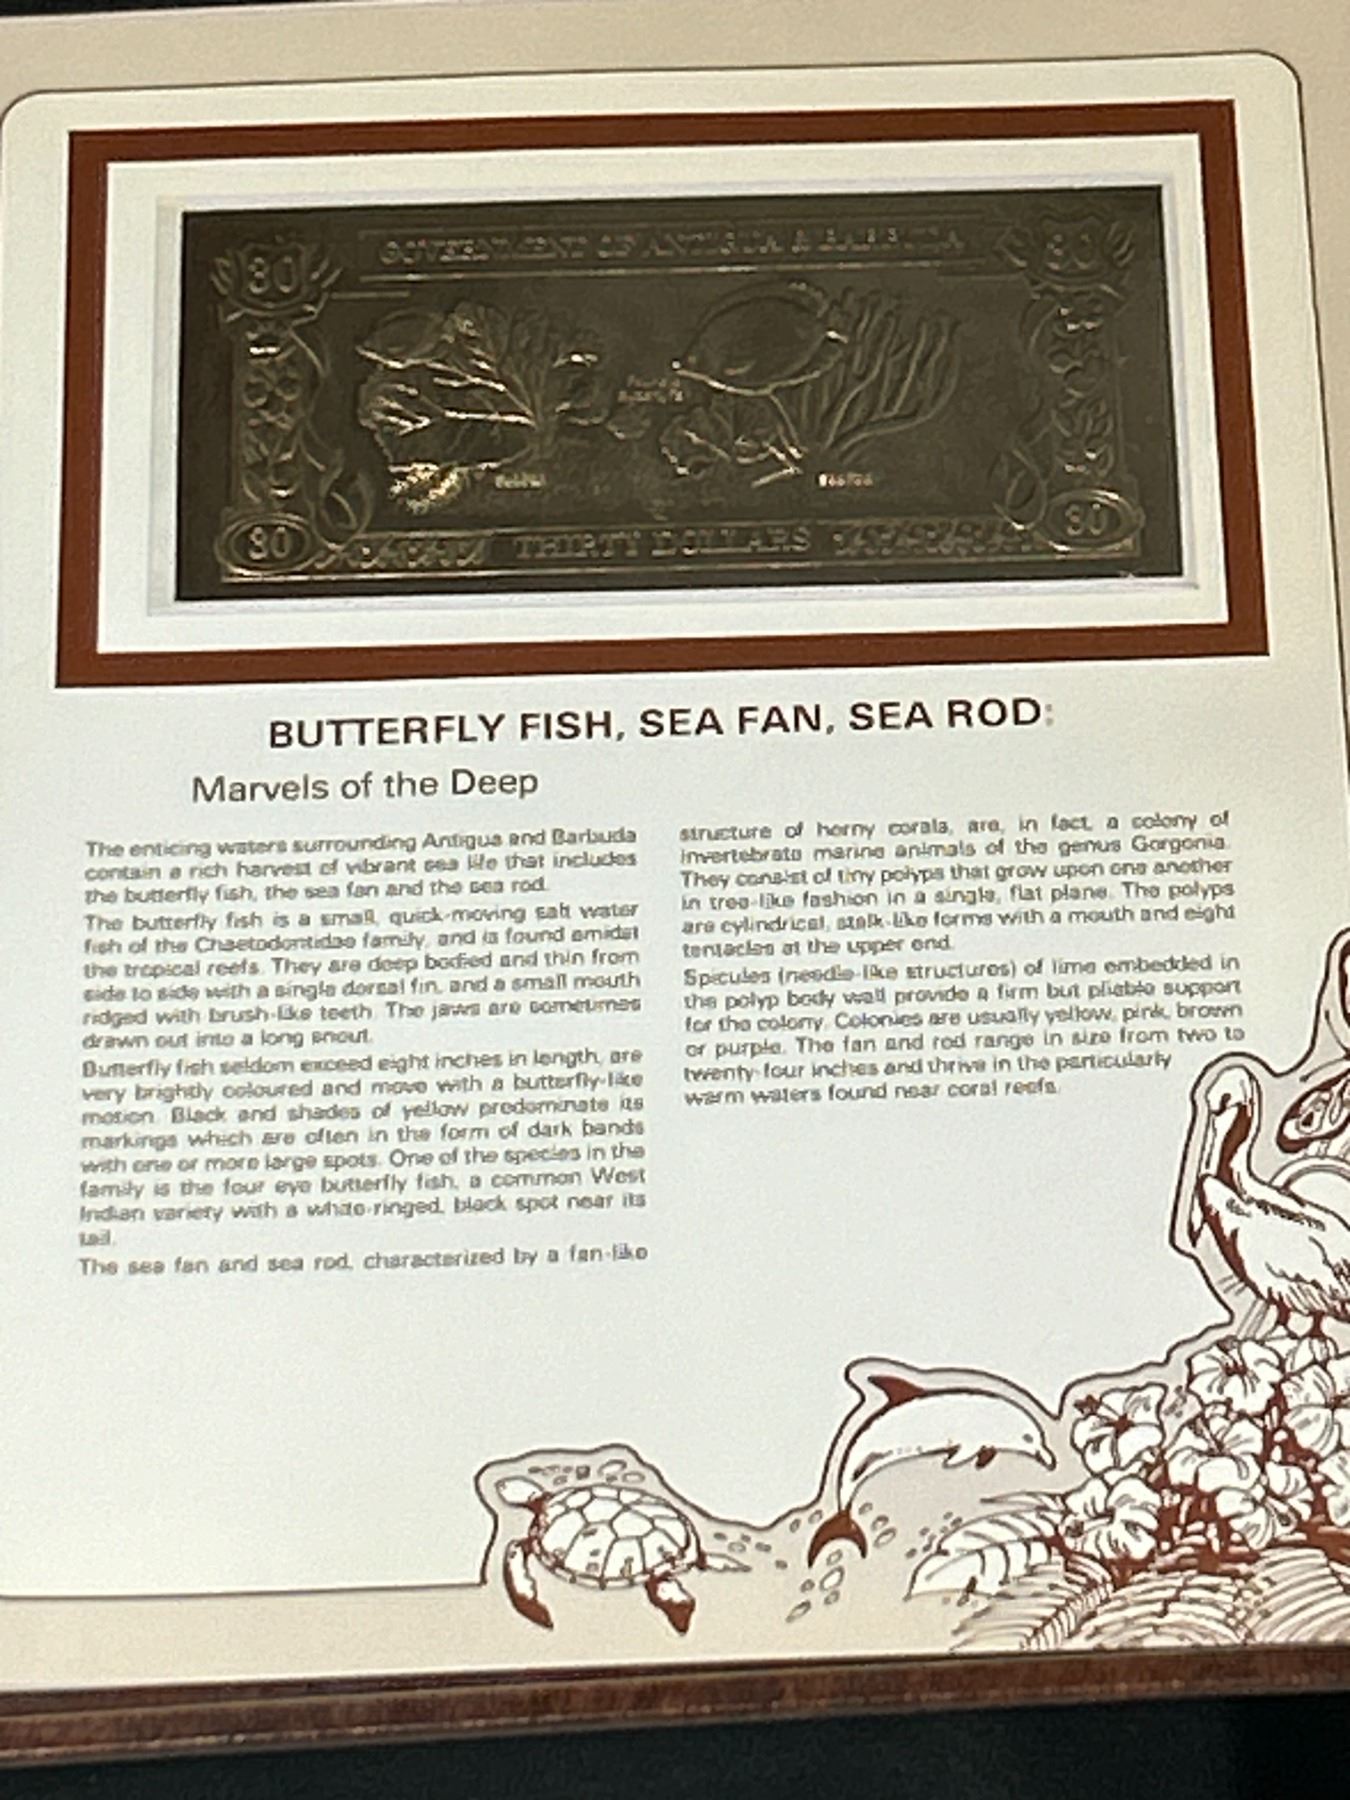 30
GOVERNMENT OF ANTIGUA & BARBUDA
30
Sea Rod
30
THIRTY DOLLARS
30
BUTTERFLY FISH, SEA FAN, SEA ROD:
Marvels of the Deep
The enticing waters surrounding Antigua and Barbuda
contain a rich harvest of vibrant sea life that includes
the butterfly fish, the sea fan and the sea rod.
The butterfly fish is a small, quick-moving salt water
fish of the Chaetodontidae family, and is found amidst
the tropical reefs. They are deep bodied and thin from
side to side with a single dorsal fin, and a small mouth
ridged with brush-like teeth. The jaws are sometimes
drawn out into a long snout.
Butterfly fish seldom exceed eight inches in length, are
very brightly coloured and move with a butterfly-like
motion. Black and shades of yellow predominate its
markings which are often in the form of dark bands
with one or more large spots. One of the species in the
family is the four eye butterfly fish, a common West
Indian variety with a white-ringed, black spot near its
tail.
The sea fan and sea rod, characterized by a fan-like
structure of horny corals, are, in fact, a colony of
invertebrate marine animals of the genus Gorgonia.
They consist of tiny polyps that grow upon one another
in tree-like fashion in a single, flat plane. The polyps
are cylindrical, stalk-like forms with a mouth and eight
tentacles at the upper end.
Spicules (needle-like structures) of lime embedded in
the polyp body wall provide a firm but pliable support
for the colony. Colonies are usually yellow, pink, brown
or purple. The fan and rod range in size from two to
twenty-four inches and thrive in the particularly
warm waters found near coral reefs.